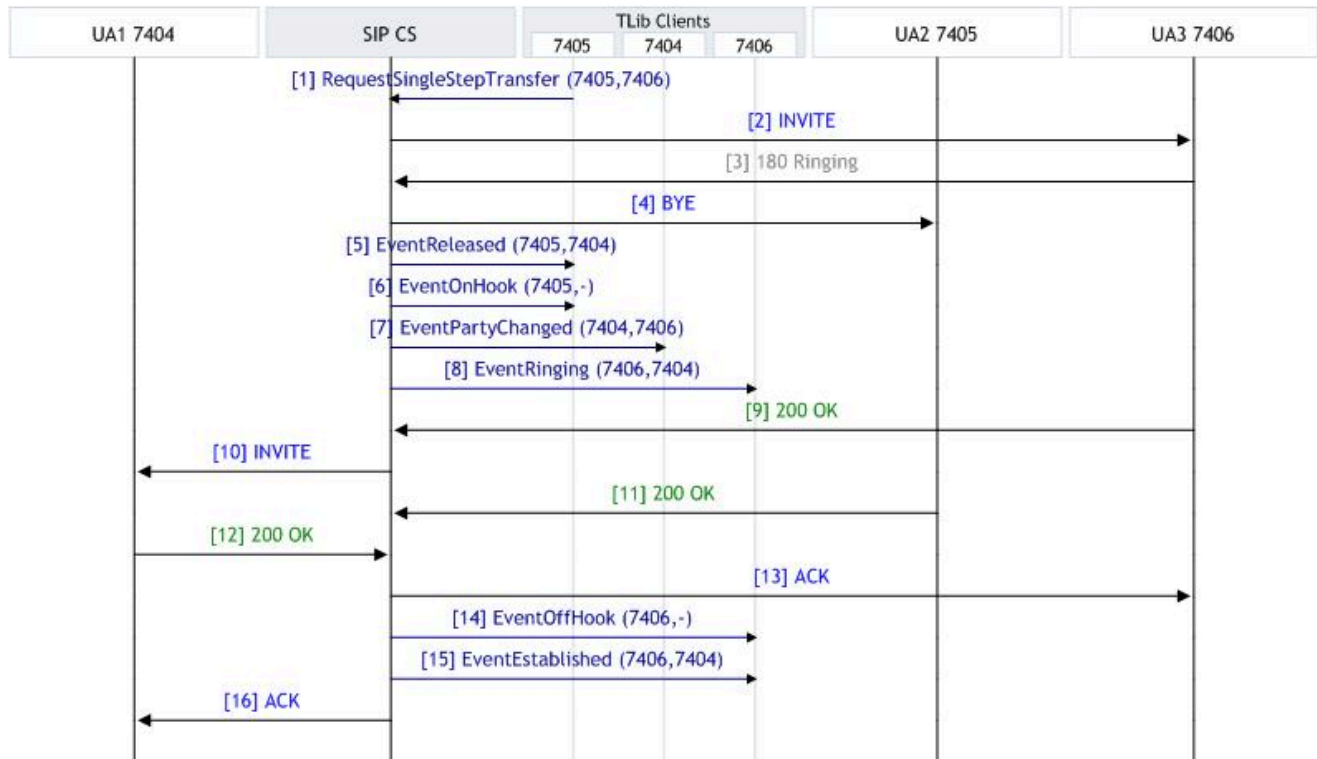 UA1 7404
SIP CS
TLib Clients
7405 7404 7406
UA2 7405
UA3 7406
[1] RequestSingleStepTransfer (7405,7406)
[2] INVITE
[3] 180 Ringing
[4] BYE
[5] EventReleased (7405,7404)
[6] EventOnHook (7405,-)
[7] EventPartyChanged (7404,7406)
[8] EventRinging (7406,7404)
[9] 200 OK
[10] INVITE
[11] 200 OK
[12] 200 OK
[13] ACK
[14] EventOffHook (7406,-)
[15] EventEstablished (7406,7404)
[16] ACK